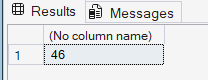 Results Messages
(No column name)
1 46